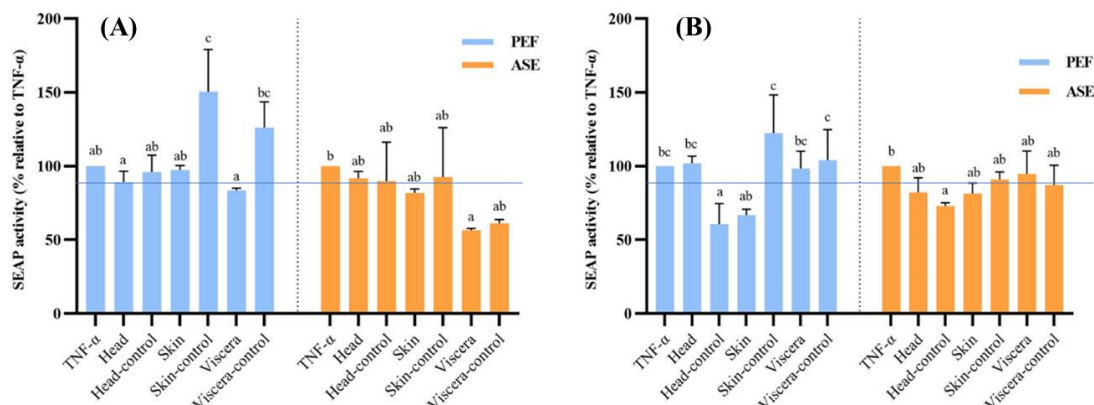 (A)
SEAP activity (% relative to TNF-α)
200
150
100
50
0
PEF
ASE
ab
a
ab
ab
c
a
bc
b
ab
ab
ab
ab
a
ab
TNF-α
Head
Head-control
Skin
Skin-control
Viscera
Viscera-control
TNF-α
Head
Head-control
Skin
Skin-control
Viscera
Viscera-control
(B)
SEAP activity (% relative to TNF-α)
200
150
100
50
0
PEF
ASE
bc
bc
a
ab
c
bc
c
b
ab
a
ab
ab
ab
ab
TNF-α
Head
Head-control
Skin
Skin-control
Viscera
Viscera-control
TNF-α
Head
Head-control
Skin
Skin-control
Viscera
Viscera-control